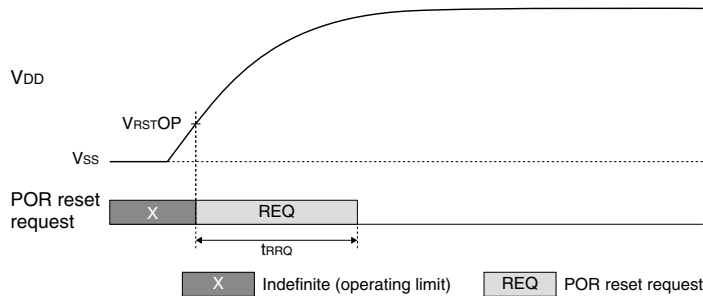 VDD
VRSTOP
VSS
POR reset
request
X
REQ
tRRQ
X Indefinite (operating limit) REQ POR reset request